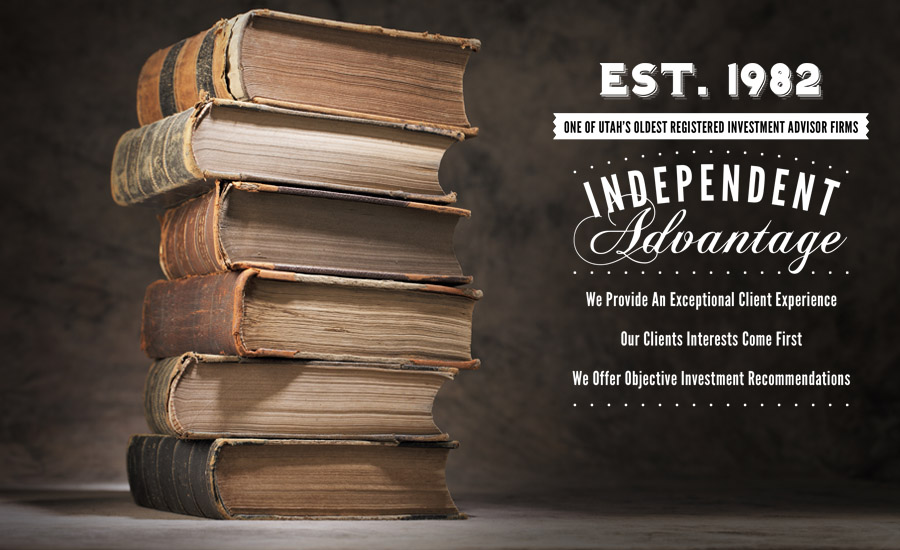 EST. 1982
ONE OF UTAH'S OLDEST REGISTERED INVESTMENT ADVISOR FIRMS
INDEPENDENT
Advantage
We Provide An Exceptional Client Experience
Our Clients Interests Come First
We Offer Objective Investment Recommendations